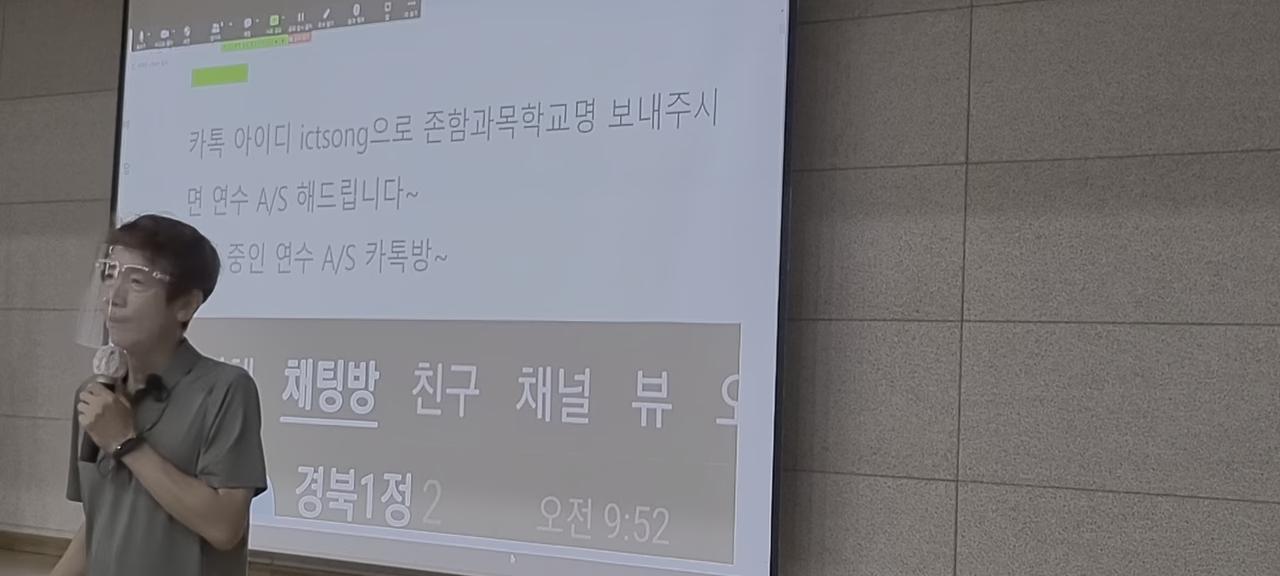 카톡 아이디 ictsong으로 존함과목학교명 보내주시
면 연수 A/S 해드립니다~
중인 연수 A/S 카톡방~
채팅방 친구 채널 뷰
경북1정 2 오전 9:52